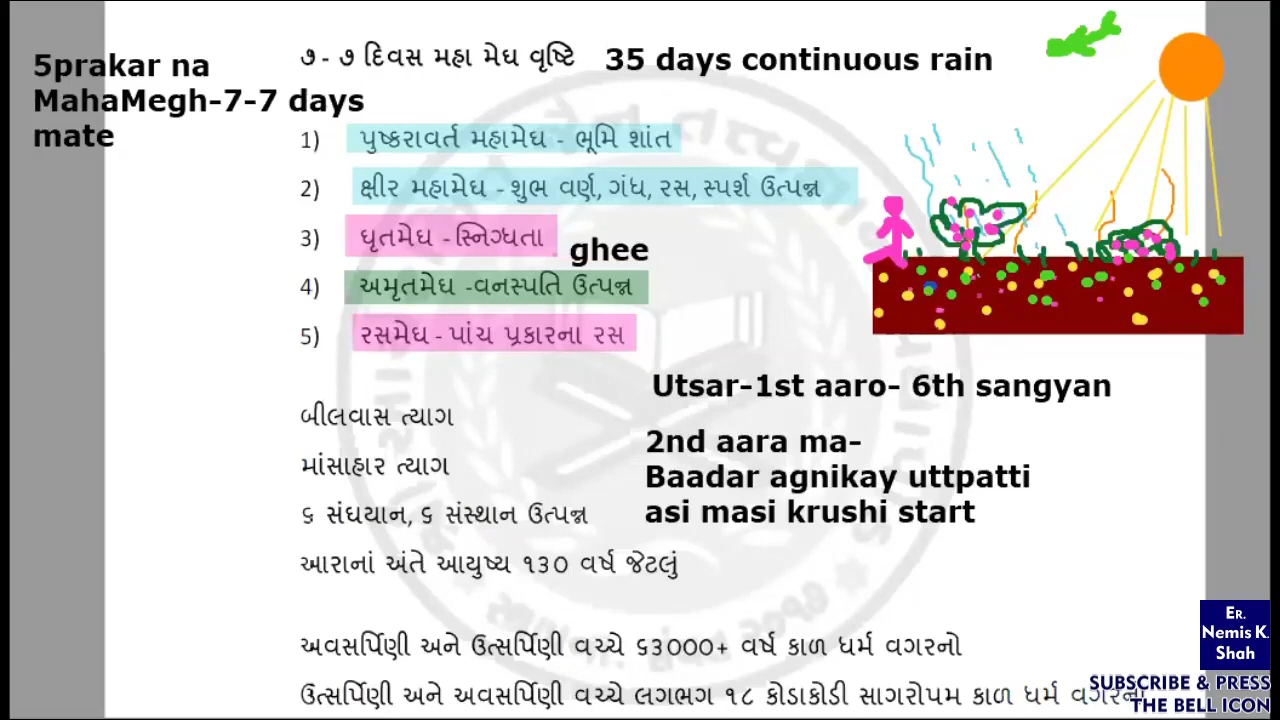 5prakar na
MahaMegh-7-7 days
mate
૭ - ૭ દિવસ મહા મેઘ વૃષ્ટિ
35 days continuous rain
1) પુષ્કરાવર્ત મહામેઘ - ભૂમિ શાંત
2) ક્ષીર મહામેઘ - શુભ વર્ણ, ગંધ, રસ, સ્પર્શ ઉત્પન્ન
3) ઘૃતમેઘ - સ્નિગ્ધતા
ghee
4) અમૃતમેઘ -વનસ્પતિ ઉત્પન્ન
5) રસમેઘ - પાંચ પ્રકારના રસ
Utsar-1st aaro- 6th sangyan
બીલવાસ ત્યાગ
2nd aara ma-
માંસાહાર ત્યાગ
Baadar agnikay uttpatti
૬ સંઘયાન, ૬ સંસ્થાન ઉત્પન્ન
asi masi krushi start
આરાનાં અંતે આયુષ્ય ૧૩૦ વર્ષ જેટલું
અવસર્પિણી અને ઉત્સર્પિણી વચ્ચે ૬૩૦૦૦+ વર્ષ કાળ ધર્મ વગરનો
ઉત્સર્પિણી અને અવસર્પિણી વચ્ચે લગભગ ૧૮ કોડાકોડી સાગરોપમ કાળ ધર્મ વગરનો
ER.
Nemis K.
Shah
SUBSCRIBE & PRESS
THE BELL ICON